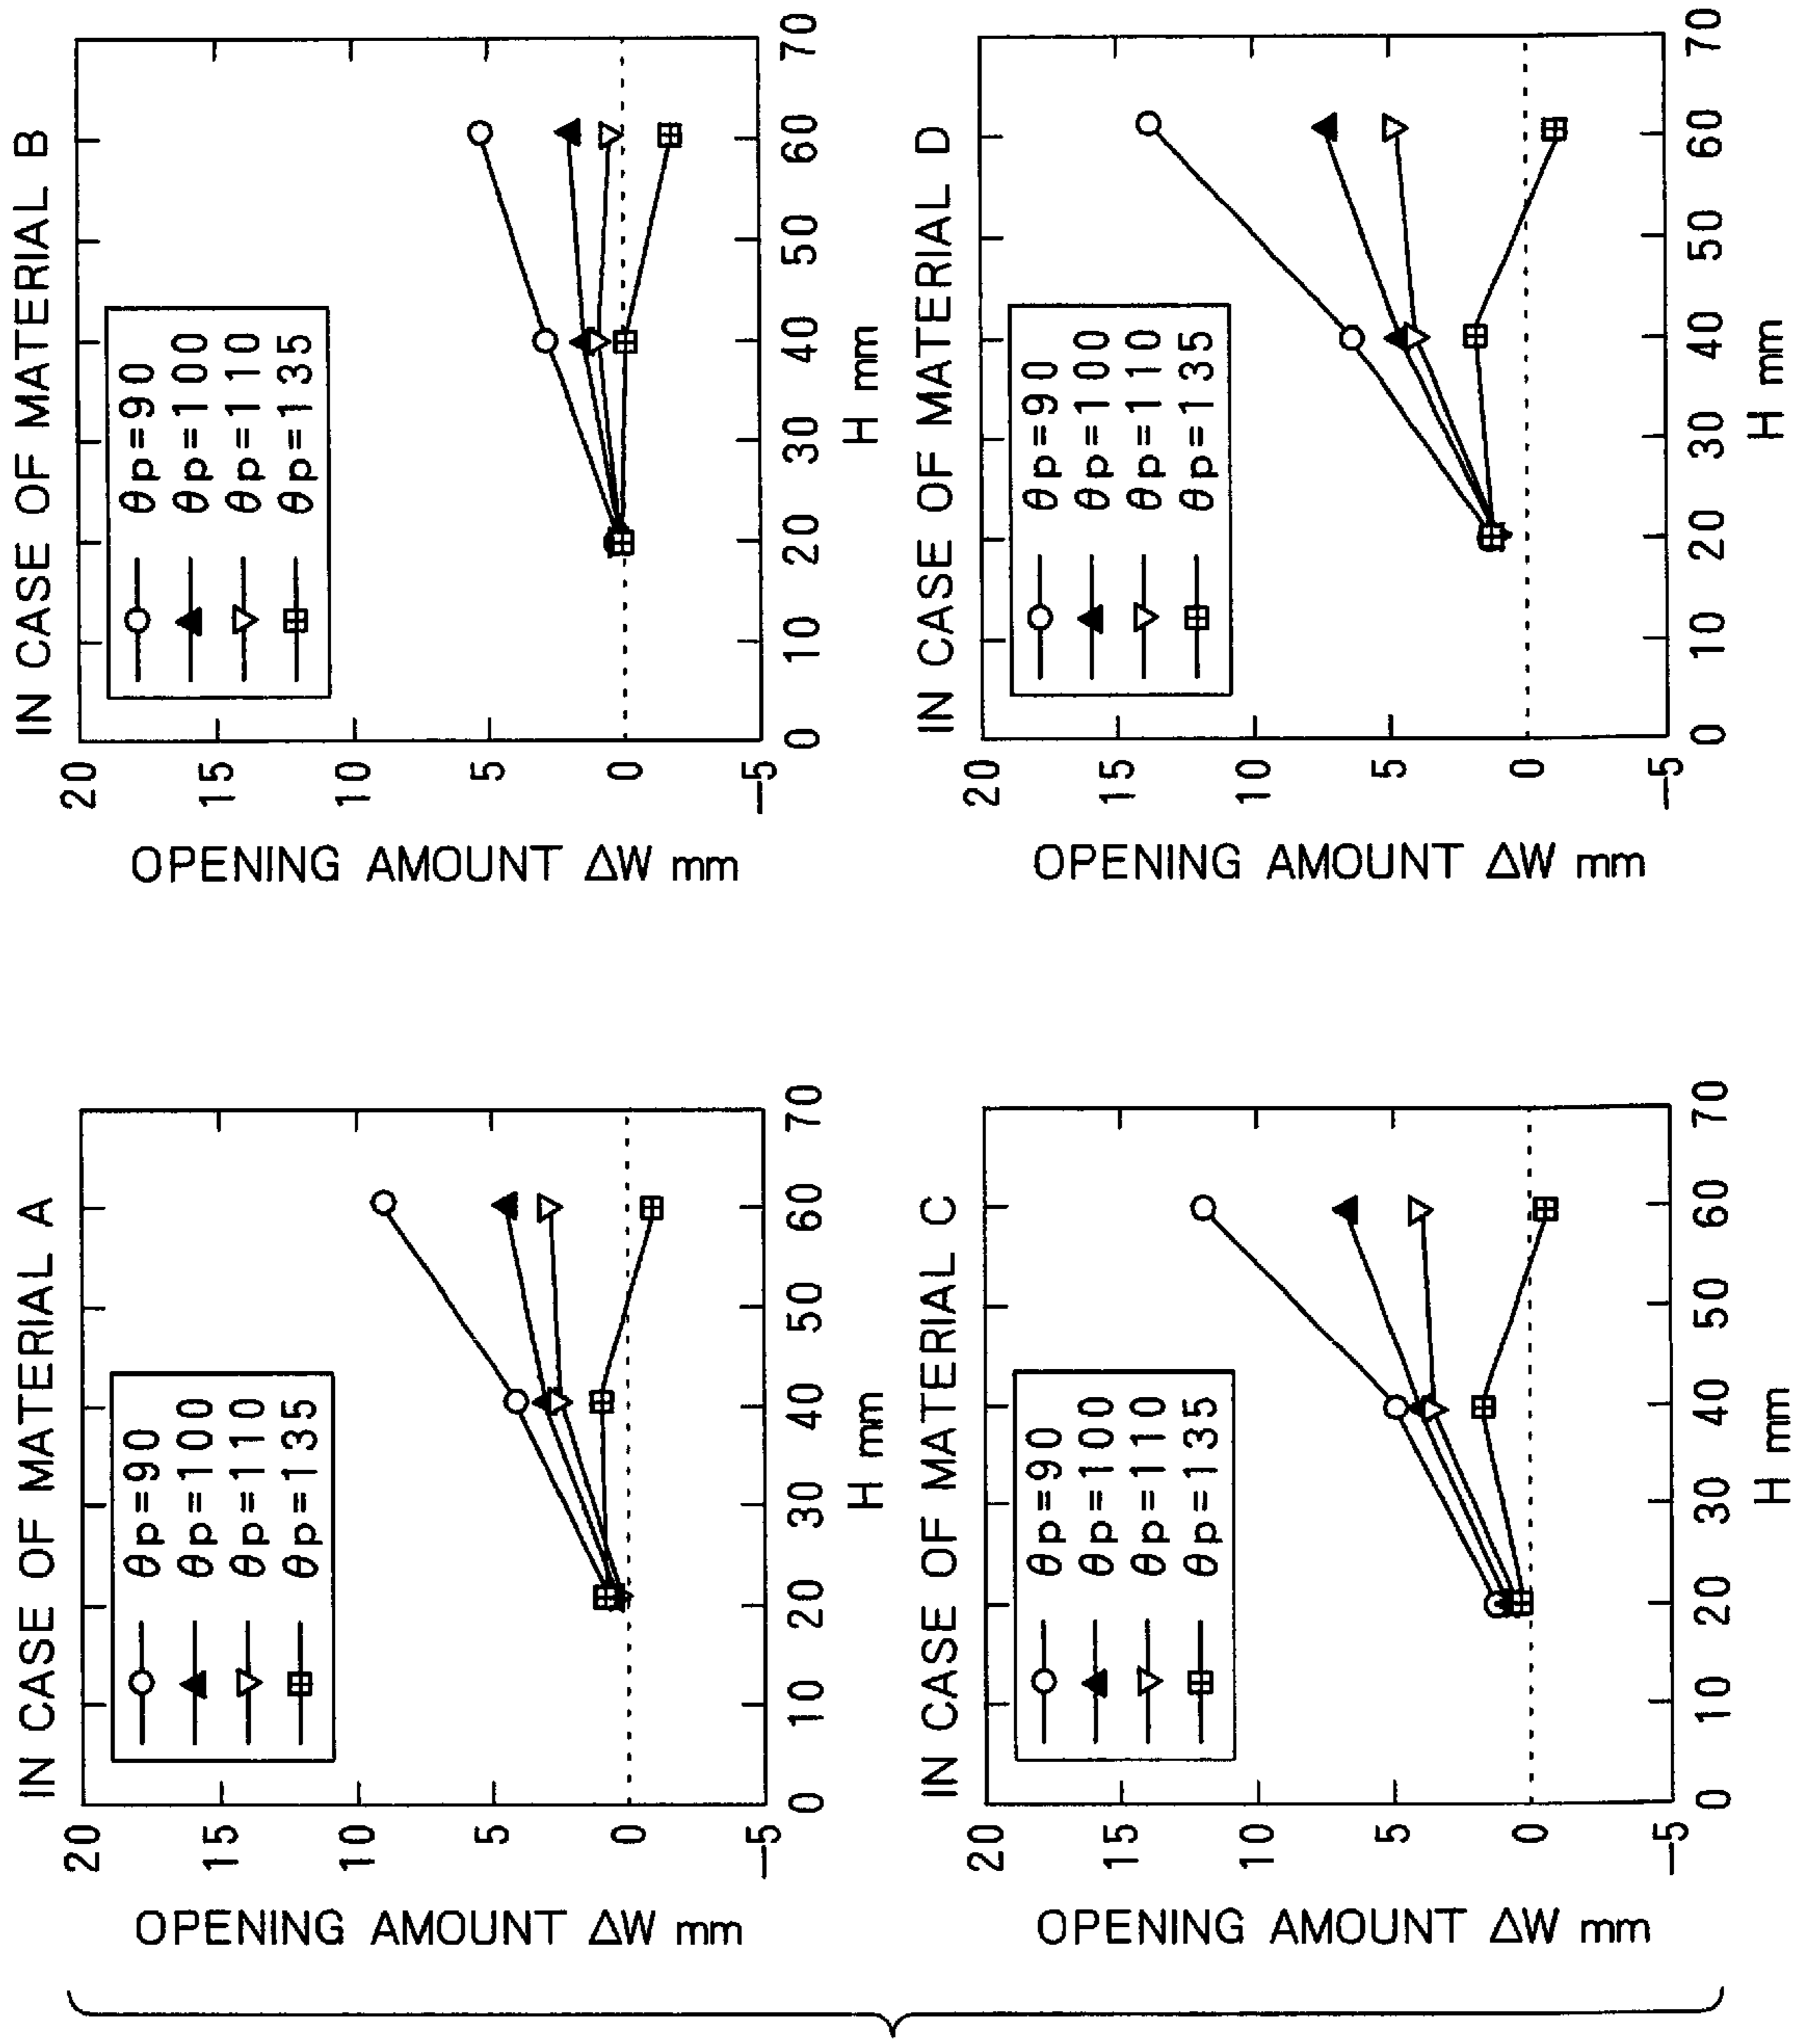 IN CASE OF MATERIAL A
θp=90
θp=100
θp=110
θp=135
20
15
10
5
0
-5
OPENING AMOUNT ΔW mm
0 10 20 30 40 50 60 70
H mm
IN CASE OF MATERIAL B
θp=90
θp=100
θp=110
θp=135
20
15
10
5
0
-5
OPENING AMOUNT ΔW mm
0 10 20 30 40 50 60 70
H mm
IN CASE OF MATERIAL C
θp=90
θp=100
θp=110
θp=135
20
15
10
5
0
-5
OPENING AMOUNT ΔW mm
0 10 20 30 40 50 60 70
H mm
IN CASE OF MATERIAL D
θp=90
θp=100
θp=110
θp=135
20
15
10
5
0
-5
OPENING AMOUNT ΔW mm
0 10 20 30 40 50 60 70
H mm